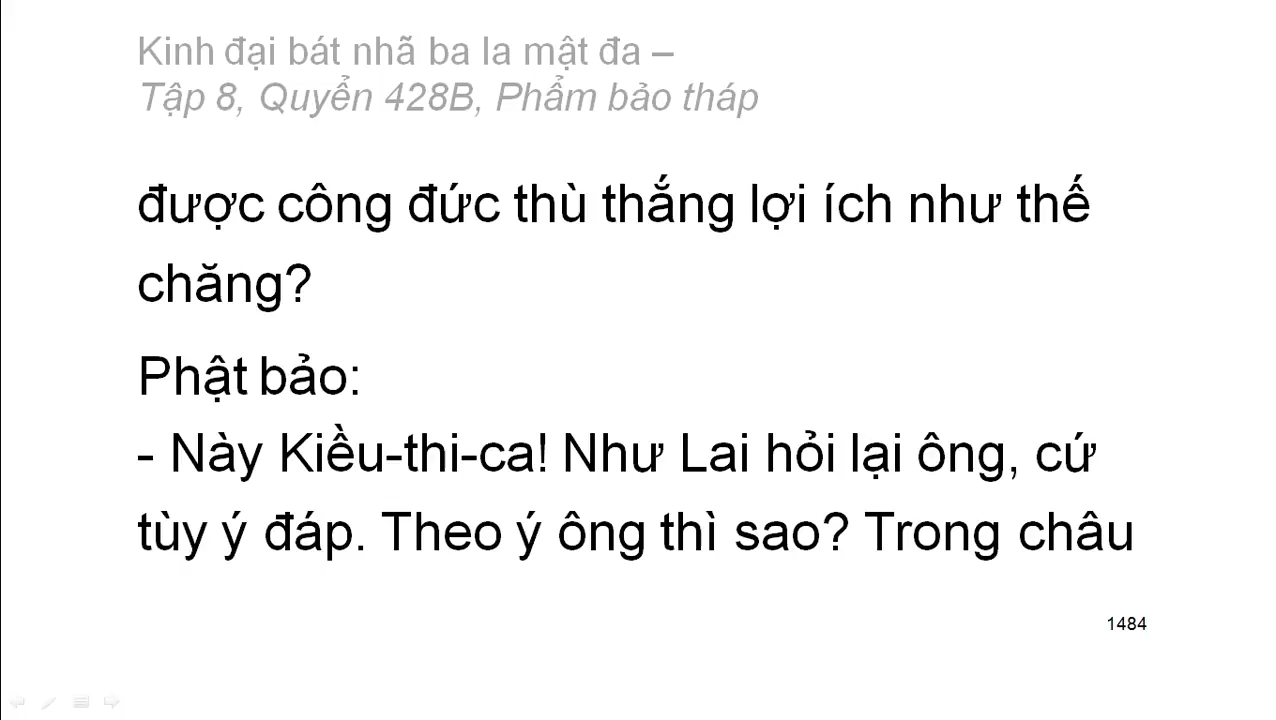 Kinh đại bát nhã ba la mật đa –
Tập 8, Quyển 428B, Phẩm bảo tháp
được công đức thù thắng lợi ích như thế
chăng?
Phật bảo:
- Này Kiều-thi-ca! Như Lai hỏi lại ông, cứ
tùy ý đáp. Theo ý ông thì sao? Trong châu
1484